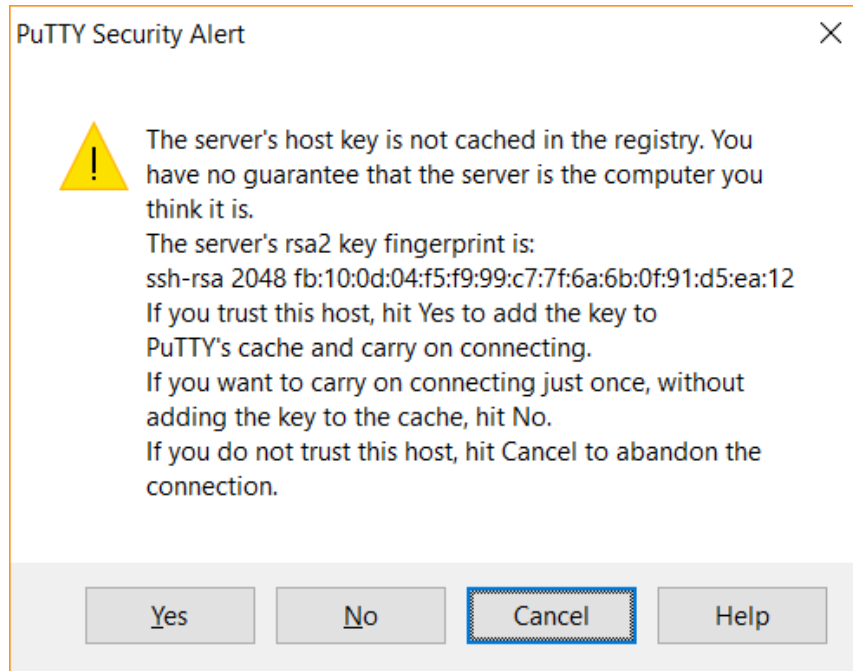 PuTTY Security Alert
!
The server's host key is not cached in the registry. You
have no guarantee that the server is the computer you
think it is.
The server's rsa2 key fingerprint is:
ssh-rsa 2048 fb:10:0d:04:f5:f9:99:c7:7f:6a:6b:0f:91:d5:ea:12
If you trust this host, hit Yes to add the key to
PuTTY's cache and carry on connecting.
If you want to carry on connecting just once, without
adding the key to the cache, hit No.
If you do not trust this host, hit Cancel to abandon the
connection.
Yes No Cancel Help